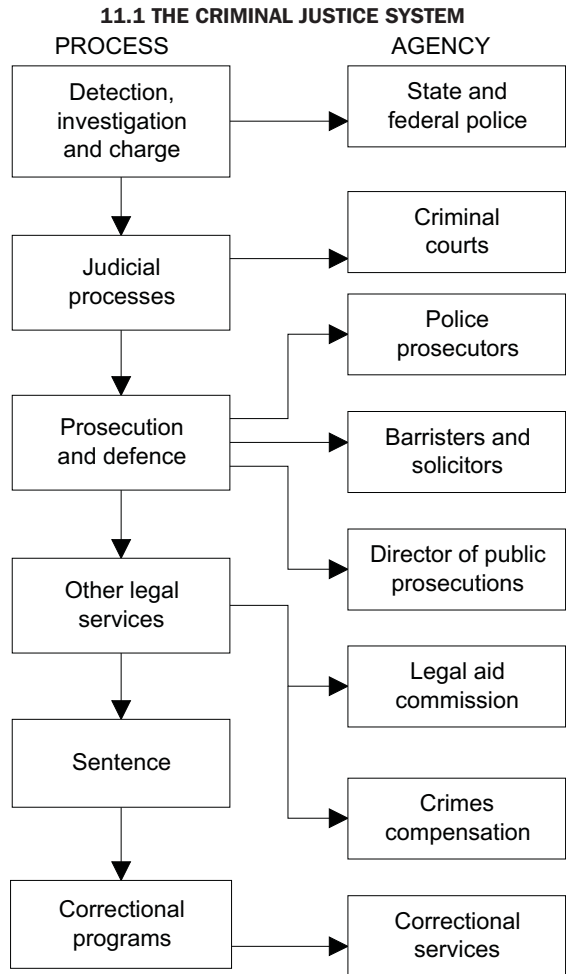 11.1 THE CRIMINAL JUSTICE SYSTEM
PROCESS
AGENCY
Detection,
investigation
and charge
State and
federal police
Judicial
processes
Criminal
courts
Police
prosecutors
Prosecution
and defence
Barristers and
solicitors
Director of public
prosecutions
Other legal
services
Legal aid
commission
Sentence
Crimes
compensation
Correctional
programs
Correctional
services